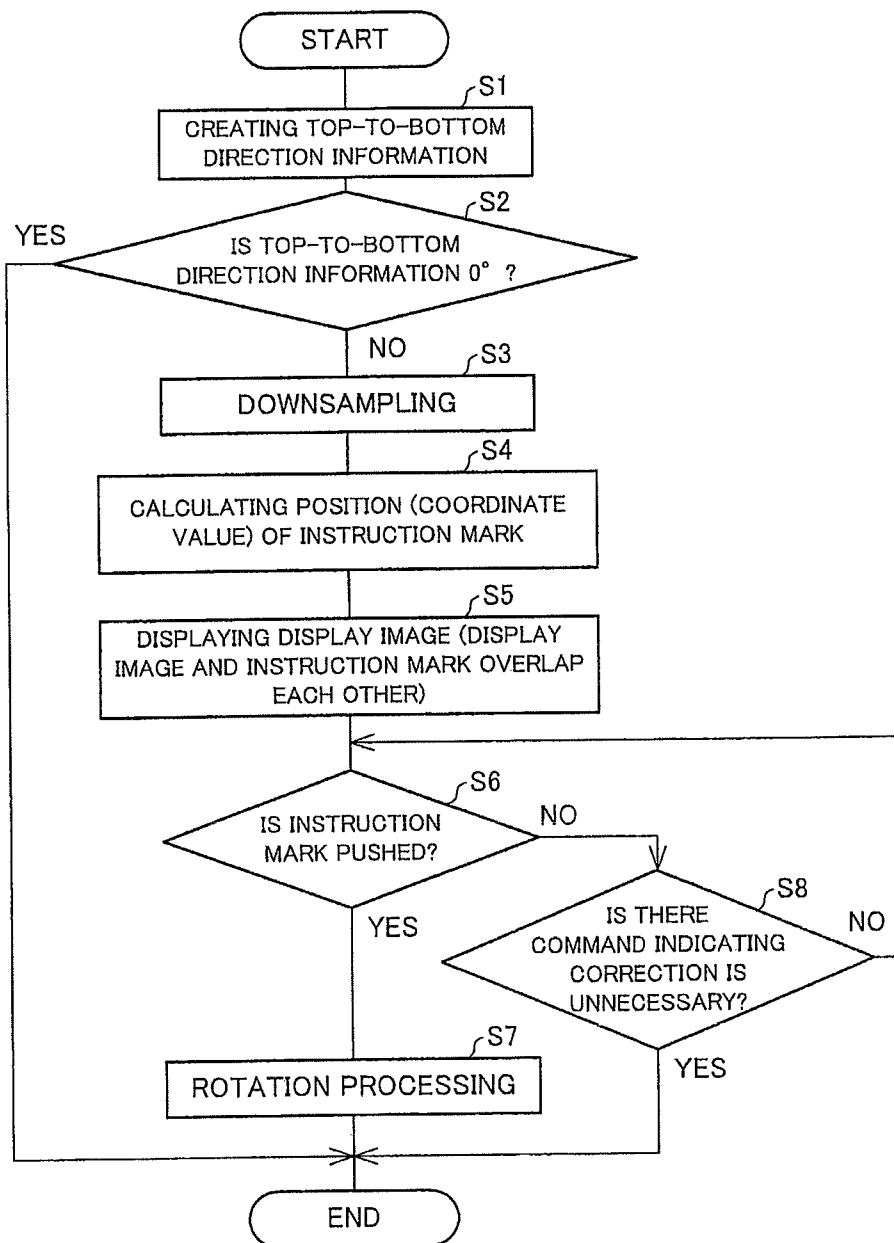 START
S1
CREATING TOP-TO-BOTTOM
DIRECTION INFORMATION
S2
YES
IS TOP-TO-BOTTOM
DIRECTION INFORMATION 0° ?
NO
S3
DOWNSAMPLING
S4
CALCULATING POSITION (COORDINATE
VALUE) OF INSTRUCTION MARK
S5
DISPLAYING DISPLAY IMAGE (DISPLAY
IMAGE AND INSTRUCTION MARK OVERLAP
EACH OTHER)
S6
IS INSTRUCTION
MARK PUSHED?
NO
YES
S8
IS THERE
COMMAND INDICATING
CORRECTION IS
UNNECESSARY?
NO
YES
S7
ROTATION PROCESSING
END